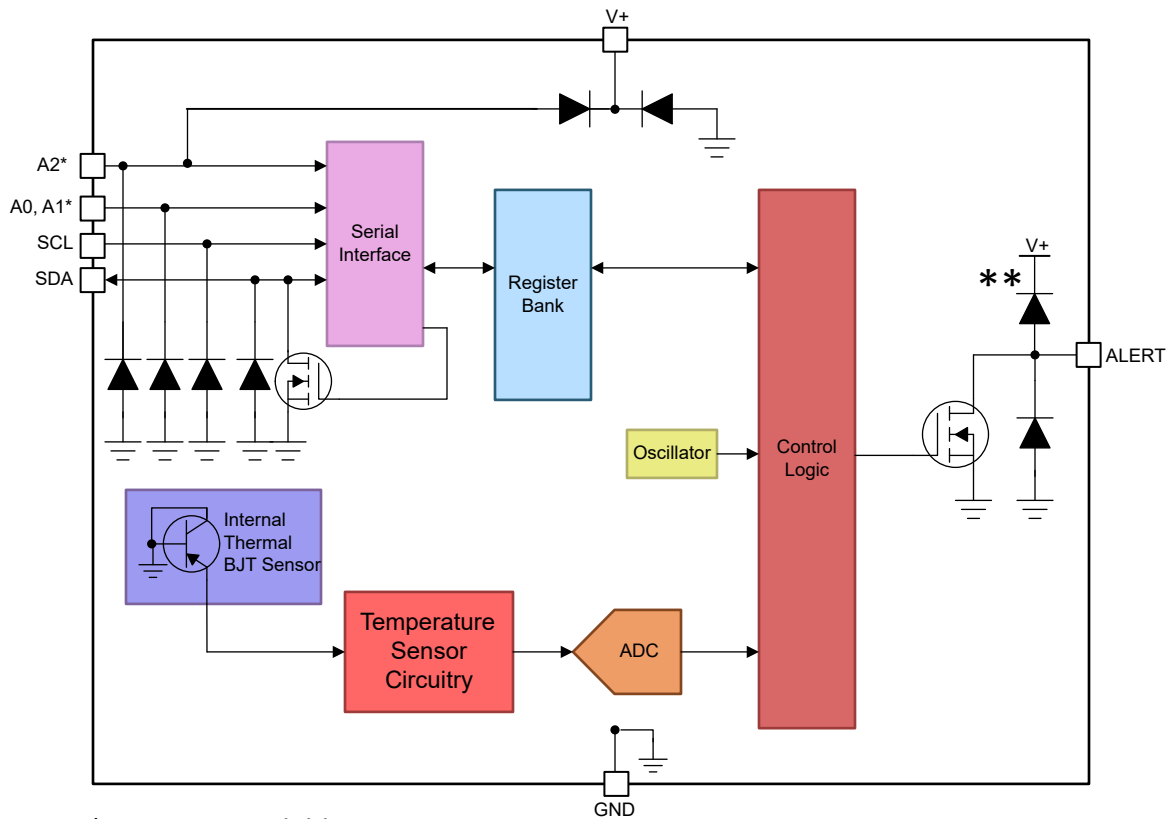 V+
A2*
A0, A1*
SCL
SDA
Serial
Interface
Register
Bank
V+
**
ALERT
Oscillator
Control
Logic
Internal
Thermal
BJT Sensor
Temperature
Sensor
Circuitry
ADC
GND